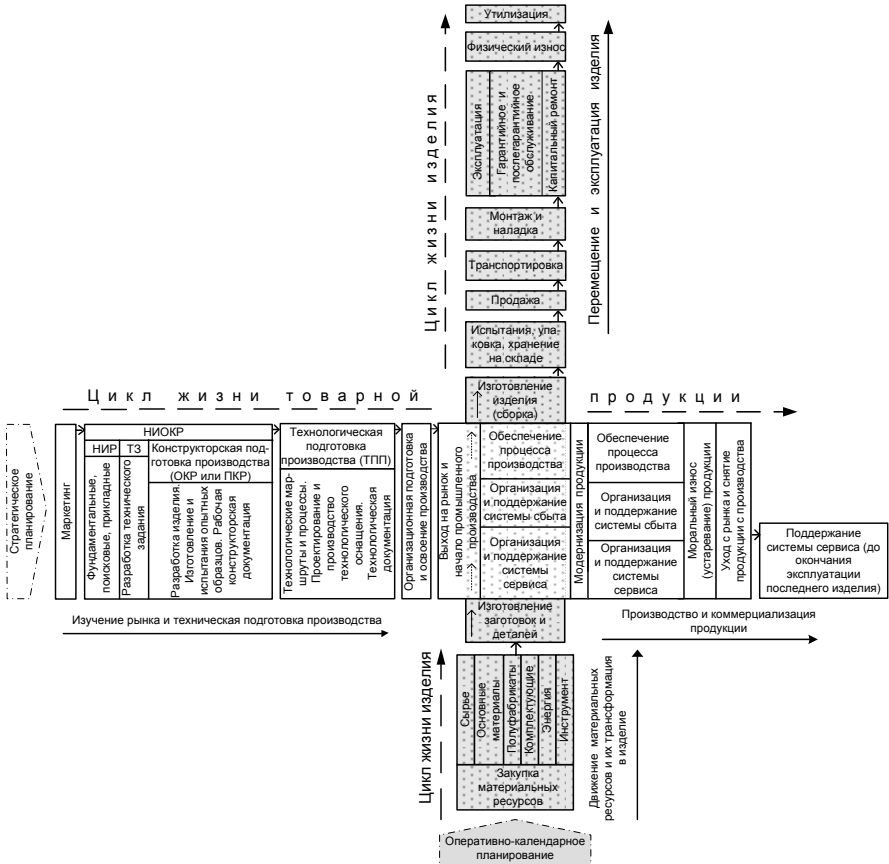 Утилизация
Физический износ
Эксплуатация
Гарантийное и
послегарантийное
обслуживание
Капитальный ремонт
Монтаж и
наладка
Транспортировка
Продажа
Испытания, упа-
ковка, хранение
на складе
Изготовление
изделия
(сборка)
Цикл жизни изделия
Перемещение и эксплуатация изделия
Цикл жизни товарной
продукции
Стратегическое
планирование
Маркетинг
НИОКР
НИР
ТЗ
Конструкторская под-
готовка производства
(ОКР или ПКР)
Фундаментальные,
поисковые, прикладные
Разработка технического
задания
Разработка изделия.
Изготовление и
испытания опытных
образцов. Рабочая
конструкторская
документация
Технологическая
подготовка
производства (ТПП)
Технологические мар-
шруты и процессы.
Проектирование и
производство
технологического
оснащения.
Технологическая
документация
Организационная подготовка
и освоение производства
Выход на рынок и
начало промышленного
производства
Обеспечение
процесса
производства
Организация
и поддержание
системы сбыта
Организация
и поддержание
системы
сервиса
Модернизация продукции
Обеспечение
процесса
производства
Организация
и поддержание
системы сбыта
Организация
и поддержание
системы
сервиса
Моральный износ
(устаревание) продукции
Уход с рынка и снятие
продукции с производства
Поддержание
системы сервиса (до
окончания
эксплуатации
последнего изделия)
Изучение рынка и техническая подготовка производства
Производство и коммерциализация
продукции
Изготовление
заготовок и
деталей
Цикл жизни изделия
Сырье
Основные
материалы
Полуфабрикаты
Комплектующие
Энергия
Инструмент
Закупка
материальных
ресурсов
Движение материальных
ресурсов и их трансформация
в изделие
Оперативно-календарное
планирование